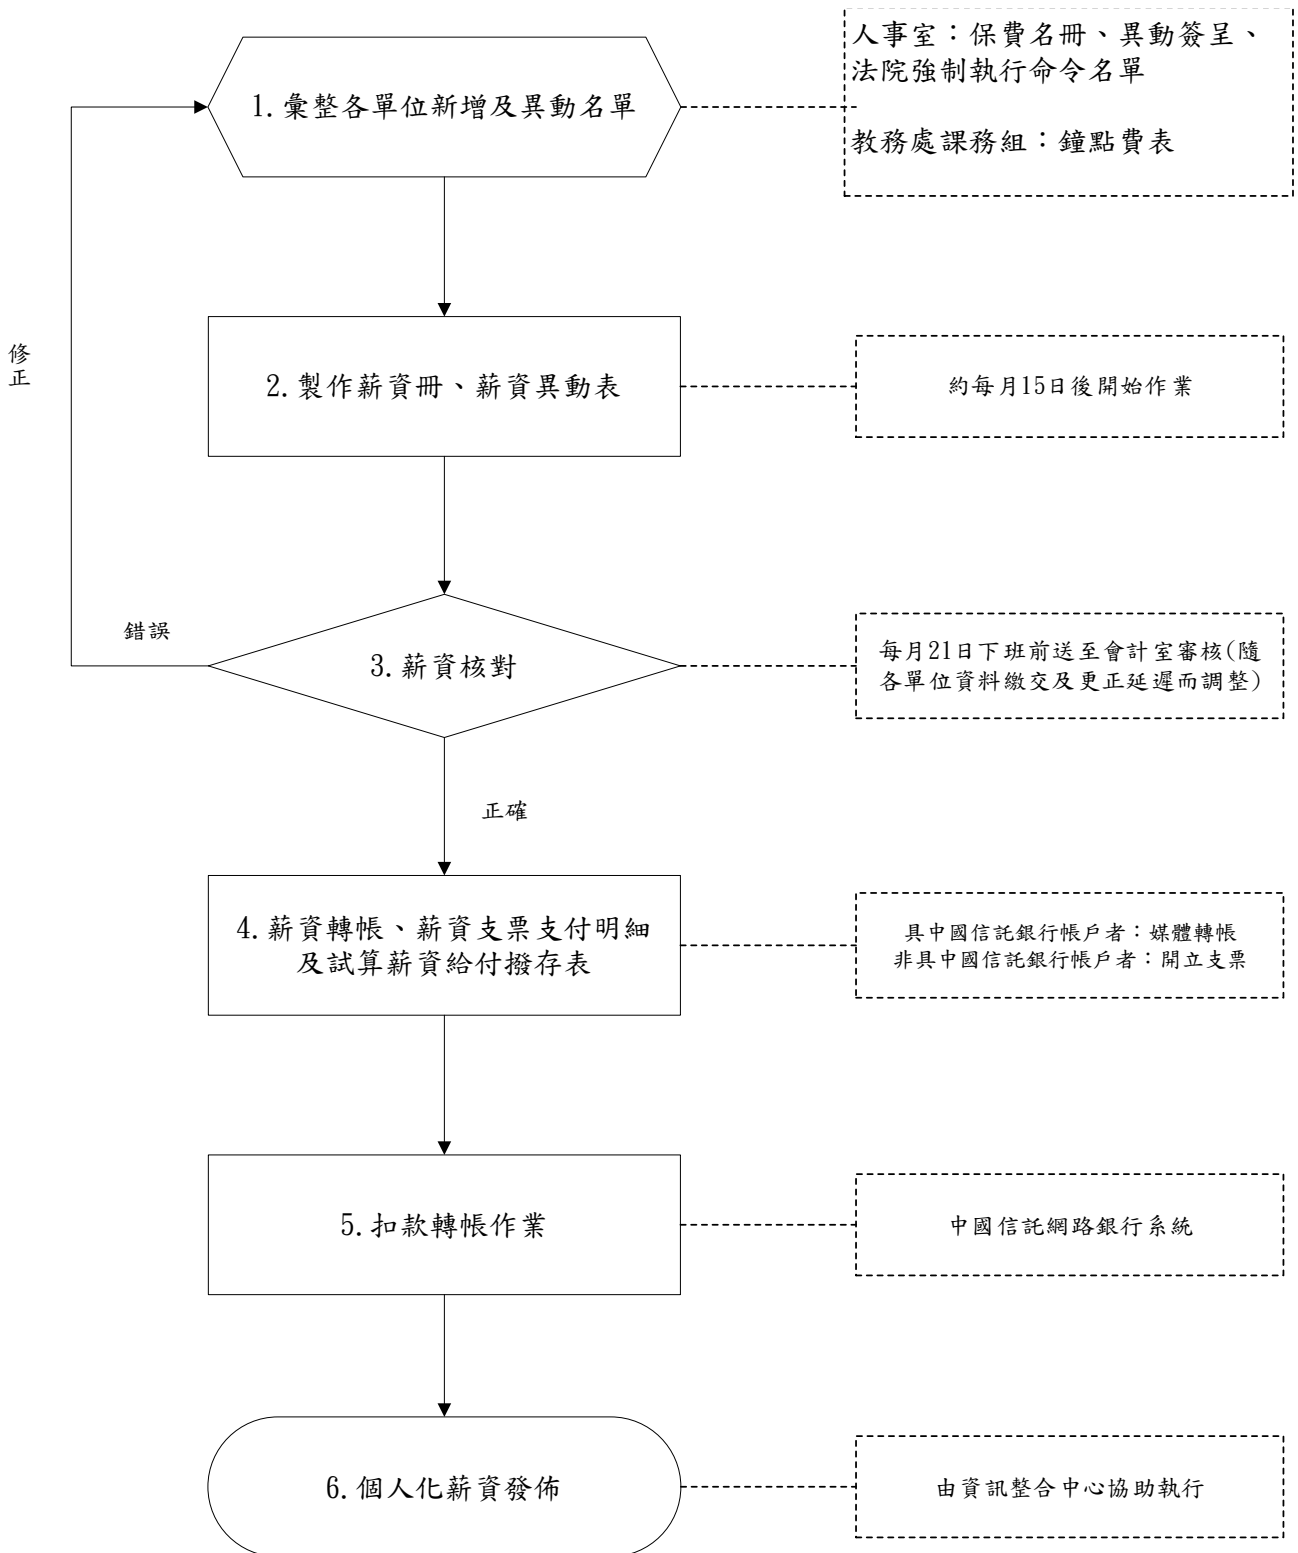 人事室：保費名冊、異動簽呈、
法院強制執行命令名單
1.彙整各單位新增及異動名單
教務處課務組：鐘點費表
修
正
2.製作薪資冊、薪資異動表
約每月15日後開始作業
錯誤
3.薪資核對
每月21日下班前送至會計室審核(隨
各單位資料繳交及更正延遲而調整)
正確
4.薪資轉帳、薪資支票支付明細
及試算薪資給付撥存表
具中國信託銀行帳戶者：媒體轉帳
非具中國信託銀行帳戶者：開立支票
5.扣款轉帳作業
中國信託網路銀行系統
6.個人化薪資發佈
由資訊整合中心協助執行